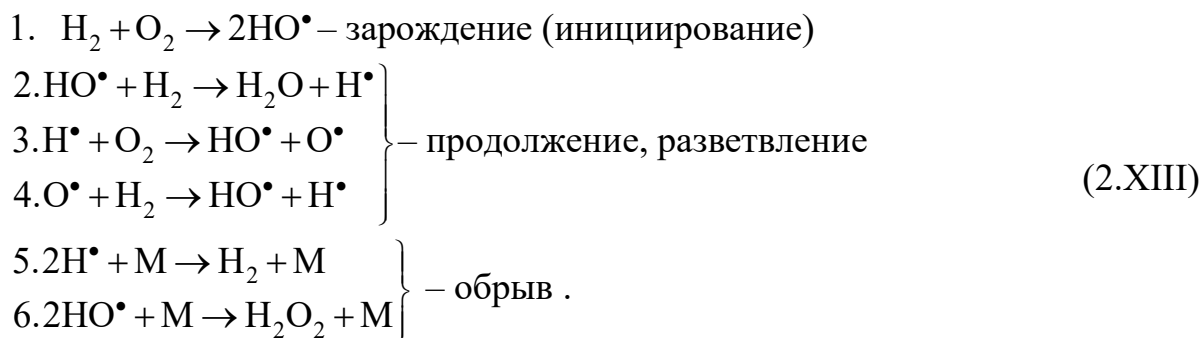 1. H₂ + O₂ → 2HO• – зарождение (инициирование)
2.HO• + H₂ → H₂O + H•
3.H• + O₂ → HO• + O• – продолжение, разветвление
(2.XIII)
4.O• + H₂ → HO• + H•
5.2H• + M → H₂ + M
6.2HO• + M → H₂O₂ + M – обрыв .